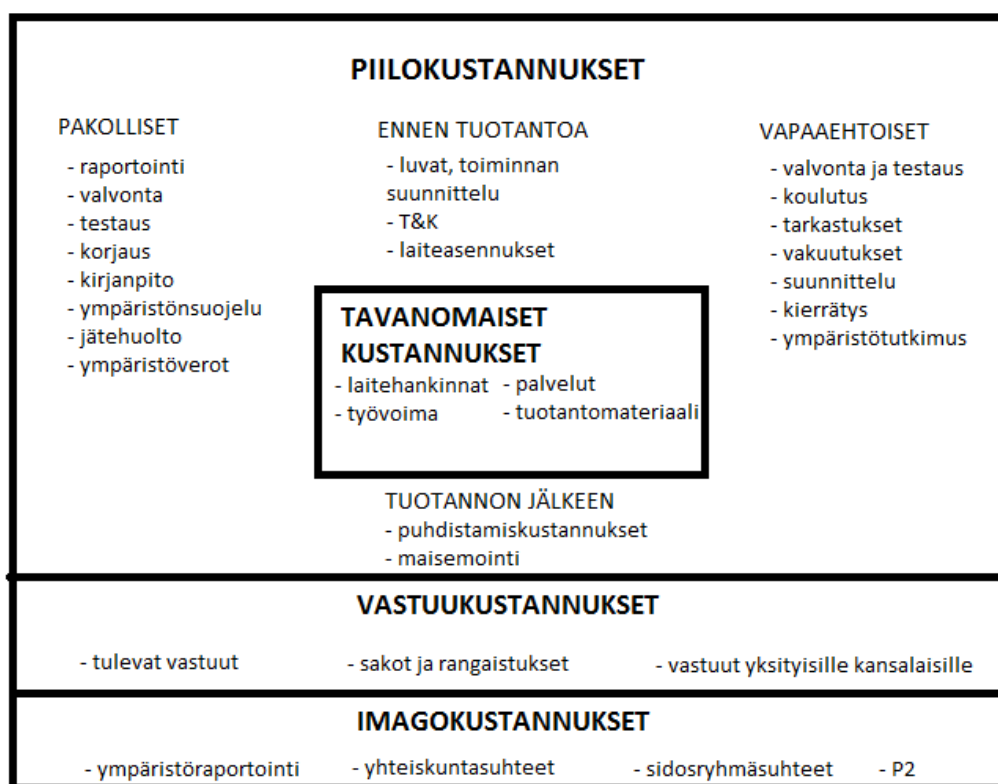 PIILOKUSTANNUKSET
PAKOLLISET
- raportointi
- valvonta
- testaus
- korjaus
- kirjanpito
- ympäristönsuojelu
- jätehuolto
- ympäristöverot
ENNEN TUOTANTOA
- luvat, toiminnan
suunnittelu
- T&K
- laiteasennukset
VAPAAEHTOISET
- valvonta ja testaus
- koulutus
- tarkastukset
- vakuutukset
- suunnittelu
- kierrätys
- ympäristötutkimus
TAVANOMAISET
KUSTANNUKSET
- laitehankinnat - palvelut
- työvoima - tuotantomateriaali
TUOTANNON JÄLKEEN
- puhdistamiskustannukset
- maisemointi
VASTUUKUSTANNUKSET
- tulevat vastuut - sakot ja rangaistukset - vastuut yksityisille kansalaisille
IMAGOKUSTANNUKSET
- ympäristöraportointi - yhteiskuntasuhteet - sidosryhmäsuhteet - P2